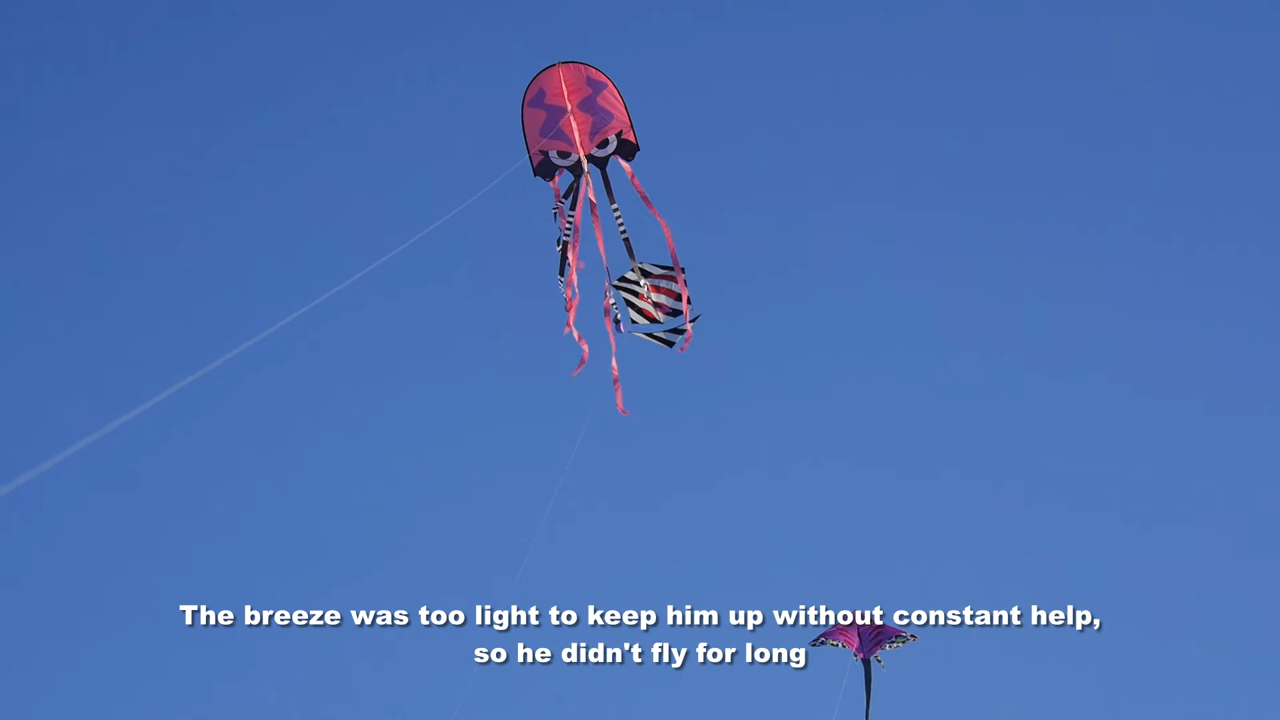 The breeze was too light to keep him up without constant help,
so he didn't fly for long